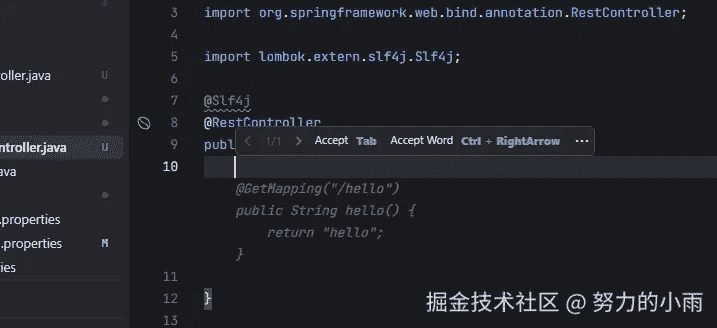 3 import org.springframework.web.bind.annotation.RestController;
4
5 import lombok.extern.slf4j.Slf4j;
6
oller.java U
7 @Slf4j
8 @RestController
ntroller.java U
9 publ
1/1 Accept Tab Accept Word Ctrl + RightArrow ...
10
ava
@GetMapping("/hello")
public String hello() {
.properties
return "hello";
.properties M
}
ies
11
12 }
13
掘金技术社区 @ 努力的小雨